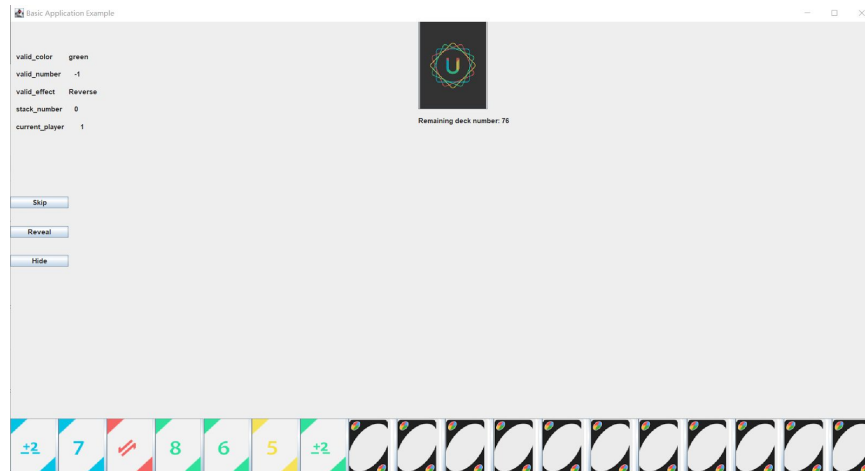 Basic Application Example
valid_color green
valid_number -1
valid_effect Reverse
stack_number 0
current_player 1
U
Remaining deck number: 76
Skip
Reveal
Hide
+2 7 8 6 5 +2